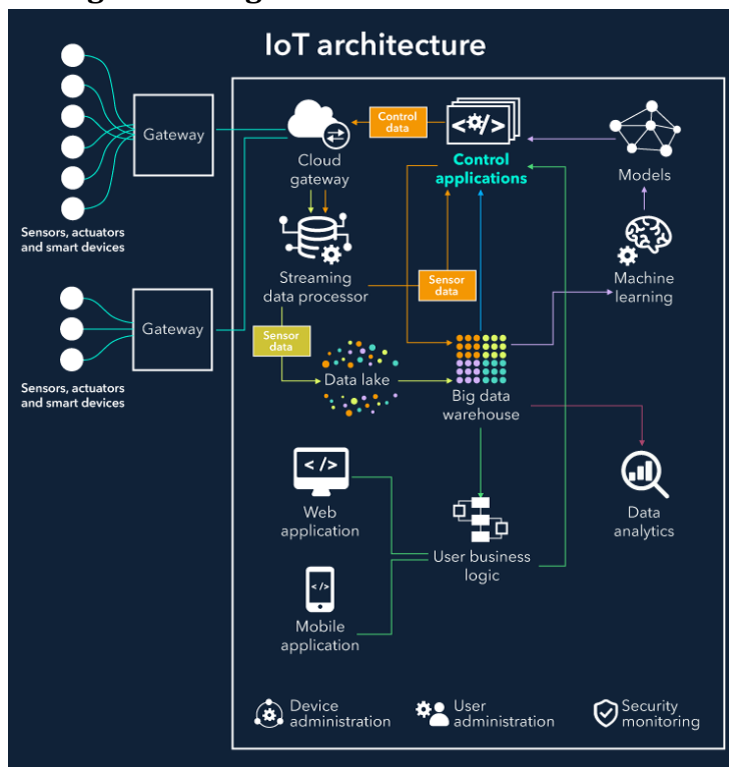 IoT architecture
Gateway
Sensors, actuators
and smart devices
Gateway
Sensors, actuators
and smart devices
Cloud
gateway
Control
data
</>
Control
applications
Models
Streaming
data processor
Sensor
data
Machine
learning
Sensor
data
Data lake
Big data
warehouse
</>
Web
application
User business
logic
Data
analytics
</>
Mobile
application
Device
administration
User
administration
Security
monitoring